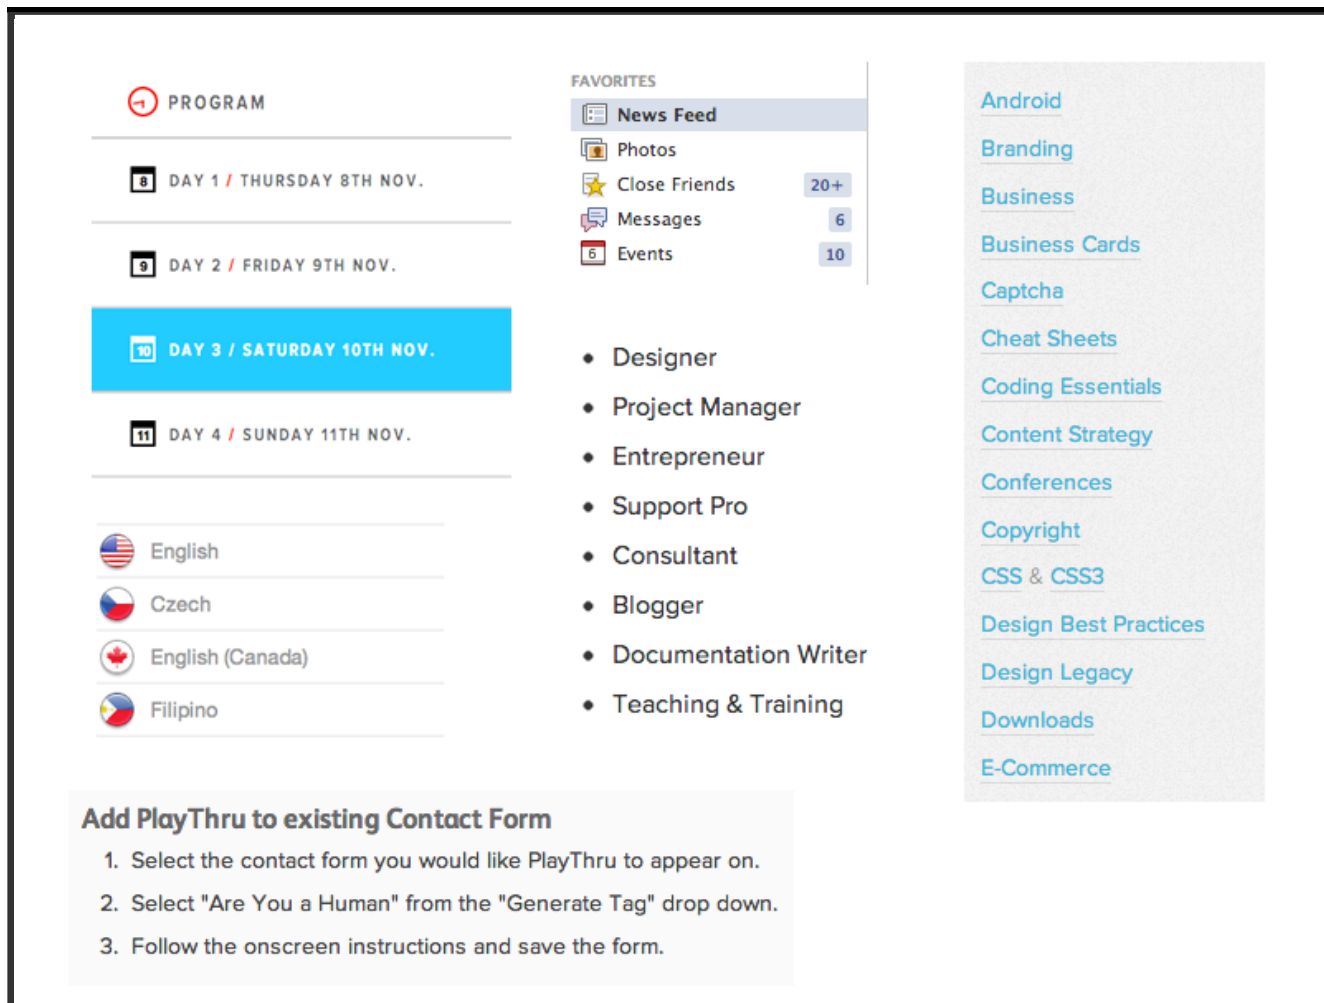 PROGRAM
8 DAY 1 / THURSDAY 8TH NOV.
9 DAY 2 / FRIDAY 9TH NOV.
10 DAY 3 / SATURDAY 10TH NOV.
11 DAY 4 / SUNDAY 11TH NOV.
English
Czech
English (Canada)
Filipino
FAVORITES
News Feed
Photos
Close Friends 20+
Messages 6
6 Events 10
• Designer
• Project Manager
• Entrepreneur
• Support Pro
• Consultant
• Blogger
• Documentation Writer
• Teaching & Training
Android
Branding
Business
Business Cards
Captcha
Cheat Sheets
Coding Essentials
Content Strategy
Conferences
Copyright
CSS & CSS3
Design Best Practices
Design Legacy
Downloads
E-Commerce
Add PlayThru to existing Contact Form
1. Select the contact form you would like PlayThru to appear on.
2. Select "Are You a Human" from the "Generate Tag" drop down.
3. Follow the onscreen instructions and save the form.